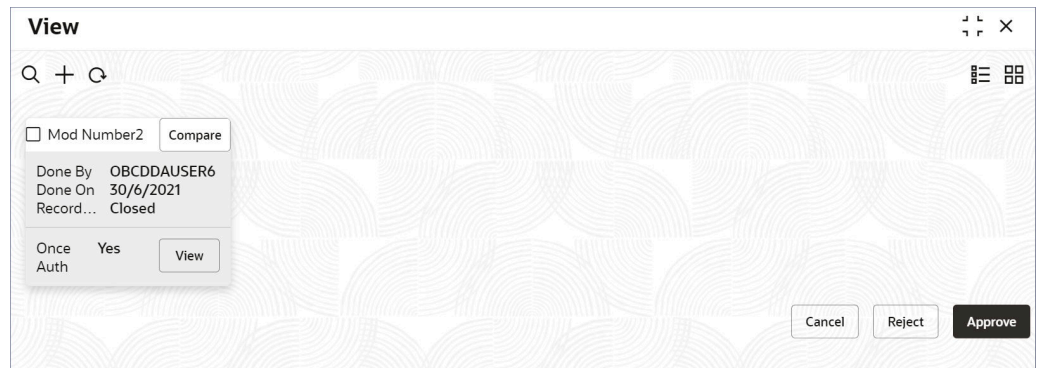 View
Mod Number2 Compare
Done By OBCDDAUSER6
Done On 30/6/2021
Record... Closed
Once Auth Yes View
Cancel Reject Approve